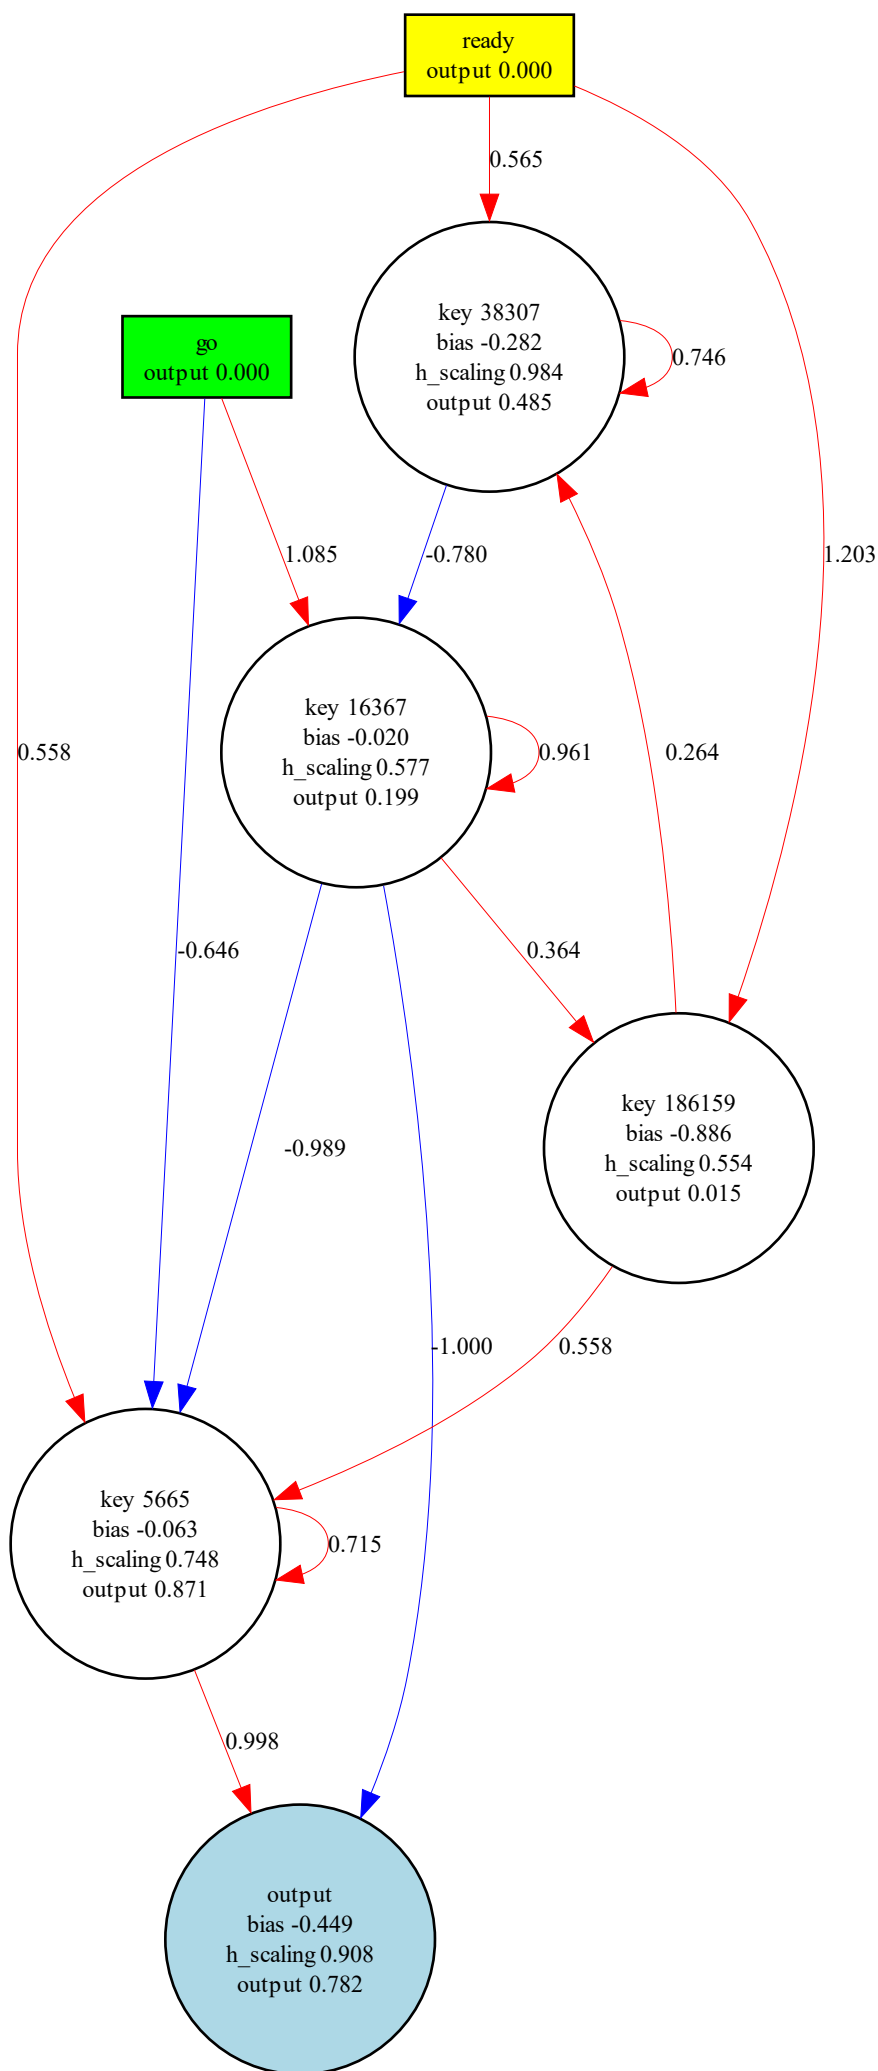 ready
output 0.000
0.565
go
output 0.000
key 38307
bias -0.282
h_scaling 0.984
output 0.485
0.746
1.085
-0.780
1.203
0.558
key 16367
bias -0.020
h_scaling 0.577
output 0.199
0.961
0.264
-0.646
0.364
-0.989
key 186159
bias -0.886
h_scaling 0.554
output 0.015
-1.000
0.558
key 5665
bias -0.063
h_scaling 0.748
output 0.871
0.715
0.998
output
bias -0.449
h_scaling 0.908
output 0.782